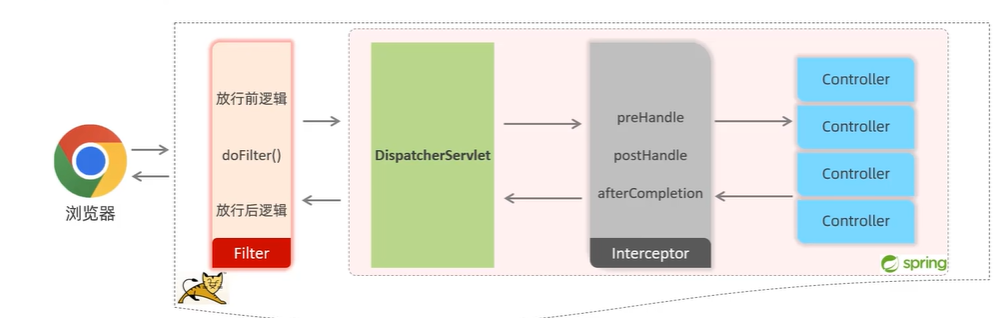 浏览器
放行前逻辑
doFilter()
放行后逻辑
Filter
DispatcherServlet
preHandle
postHandle
afterCompletion
Interceptor
Controller
Controller
Controller
Controller
spring